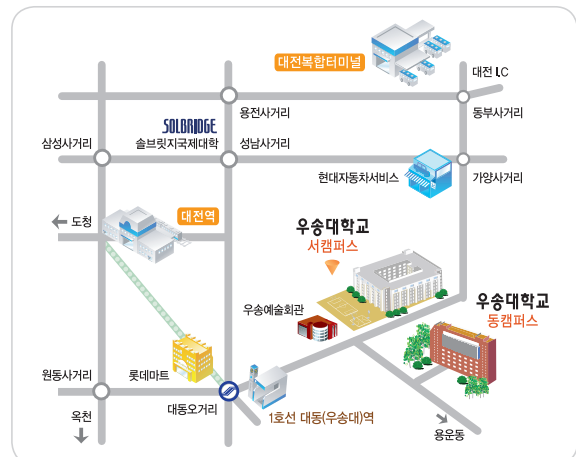 대전복합터미널
대전 I.C
용전사거리
동부사거리
SOLBRIDGE
삼성사거리
솔브릿지국제대학
성남사거리
현대자동차서비스
가양사거리
도청
대전역
우송대학교
서캠퍼스
우송예술회관
우송대학교
동캠퍼스
원동사거리
롯데마트
대동오거리
옥천
1호선 대동(우송대)역
용운동